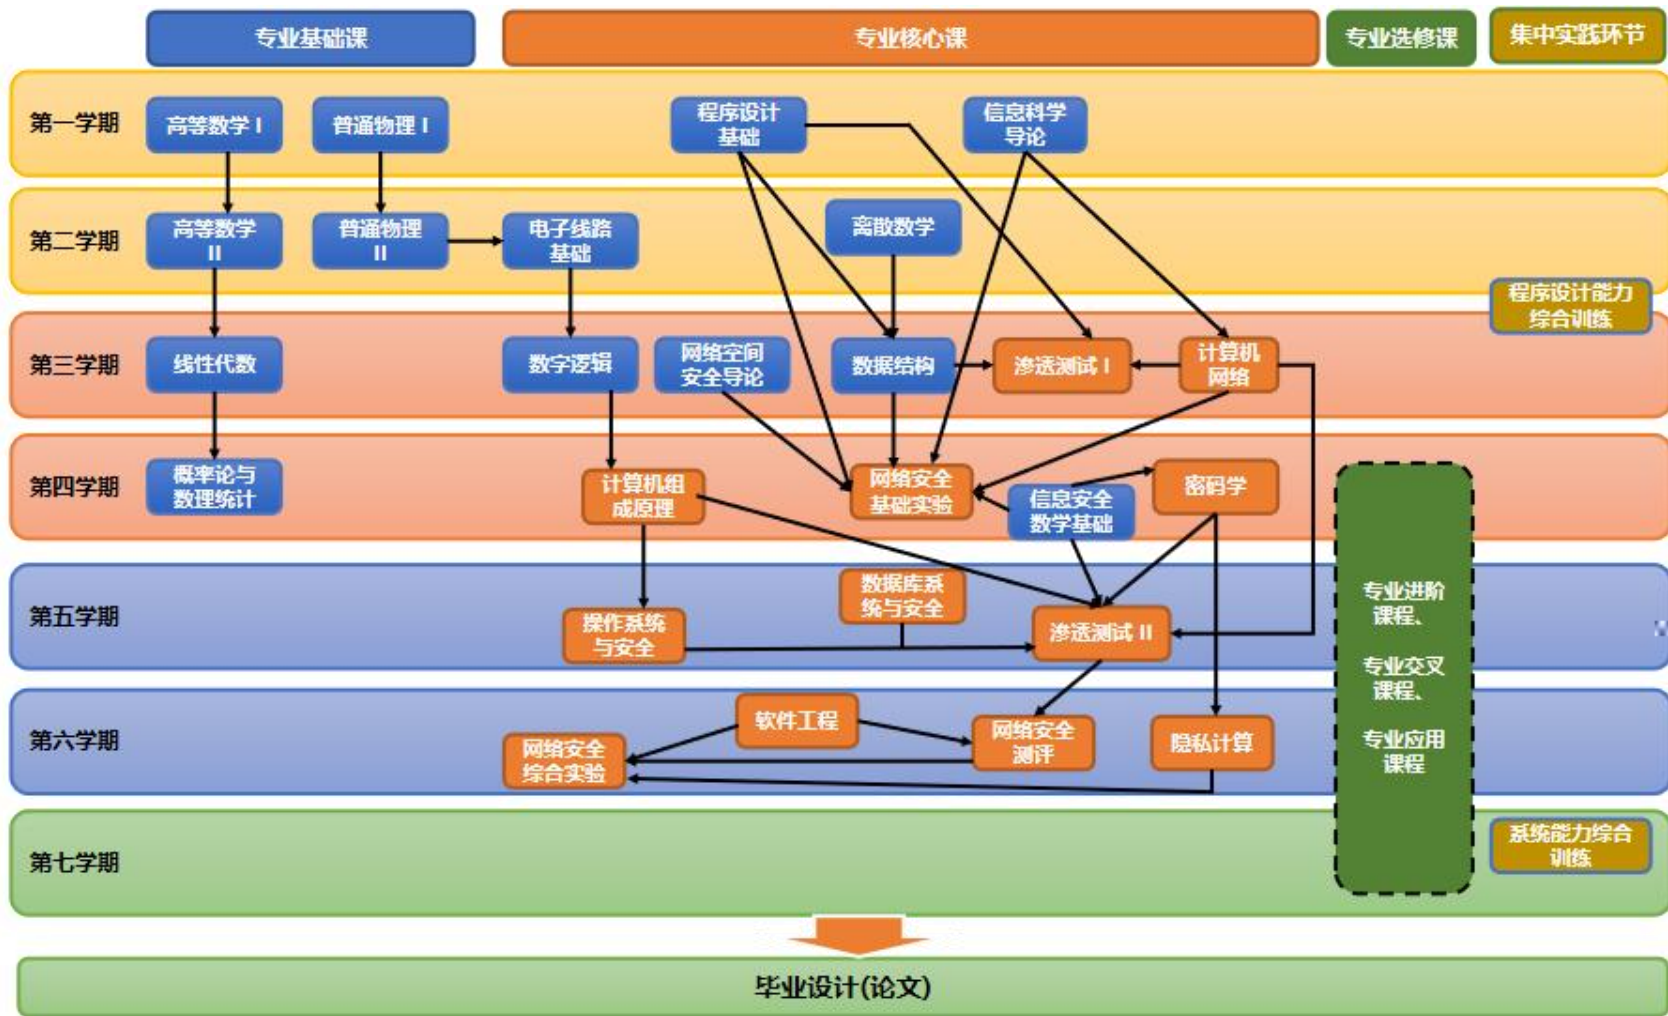 专业基础课
专业核心课
专业选修课
集中实践环节
第一学期
高等数学 I
普通物理 I
程序设计
基础
信息科学
导论
第二学期
高等数学
II
普通物理
II
电子线路
基础
离散数学
程序设计能力
综合训练
第三学期
线性代数
数字逻辑
网络空间
安全导论
数据结构
渗透测试 I
计算机
网络
第四学期
概率论与
数理统计
计算机组
成原理
网络安全
基础实验
信息安全
数学基础
密码学
第五学期
操作系统
与安全
数据库系
统与安全
渗透测试 II
专业进阶
课程、
专业交叉
课程、
专业应用
课程
第六学期
网络安全
综合实验
软件工程
网络安全
测评
隐私计算
第七学期
系统能力综合
训练
毕业设计(论文)